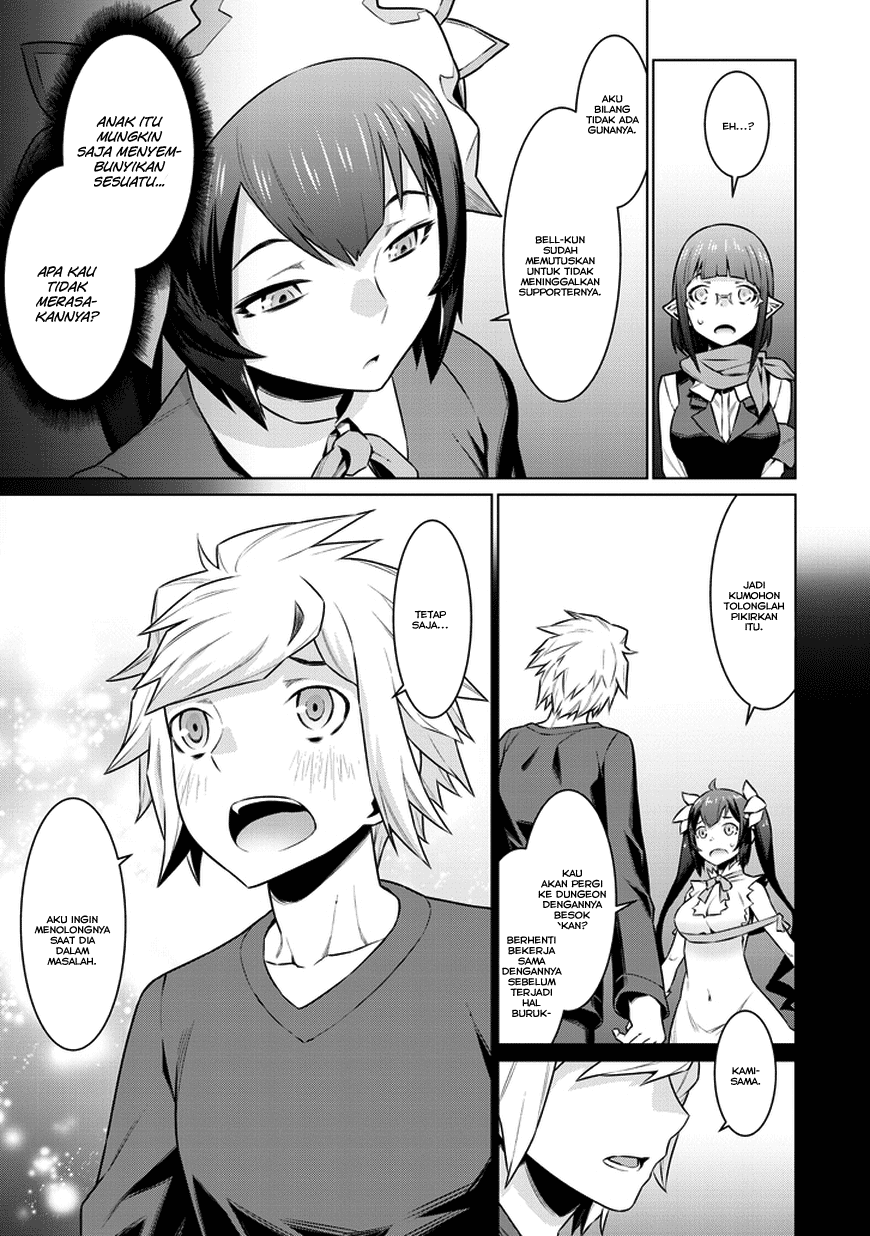 EH...?
AKU
BILANG
TIDAK ADA
GUNANYA.
BELL-KUN
SUDAH
MEMUTUSKAN
UNTUK TIDAK
MENINGGALKAN
SUPPORTERNYA.
ANAK ITU
MUNGKIN
SAJA MENYEM-
BUNYIKAN
SESUATU...
APA KAU
TIDAK
MERASA-
KANNYA?
JADI
KUMOHON
TOLONGLAH
PIKIRKAN
ITU.
KAU
AKAN PERGI
KE DUNGEON
DENGANNYA
BESOK
BERHENTI
BEKERJA
SAMA
DENGANNYA
SEBELUM
TERJADI
HAL
BURUK-
KAMI-
SAMA.
TETAP
SAJA...
AKU INGIN
MENOLONGNYA
SAAT DIA
DALAM
MASALAH.